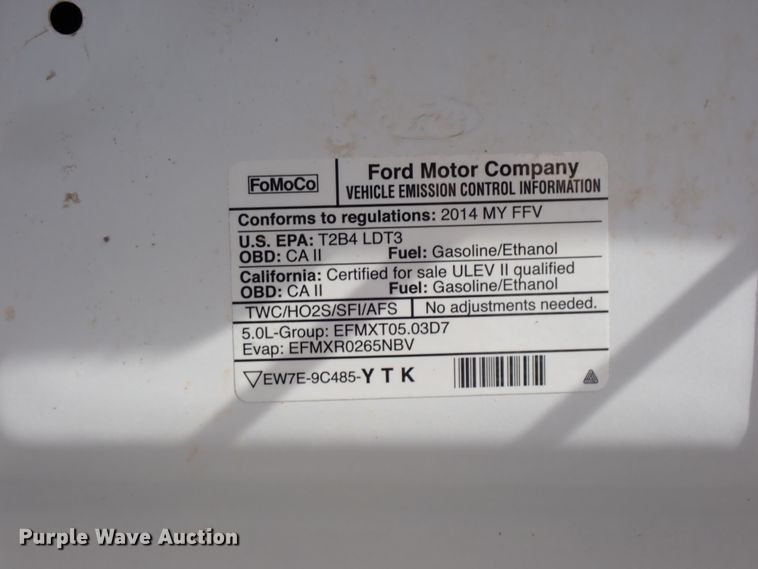 FoMoCo
Ford Motor Company
VEHICLE EMISSION CONTROL INFORMATION
Conforms to regulations: 2014 MY FFV
U.S. EPA: T2B4 LDT3
OBD: CA II Fuel: Gasoline/Ethanol
California: Certified for sale ULEV II qualified
OBD: CA II Fuel: Gasoline/Ethanol
TWC/HO2S/SFI/AFS No adjustments needed.
5.0L-Group: EFMXT05.03D7
Evap: EFMXR0265NBV
EW7E-9C485-Y T K
Purple Wave Auction